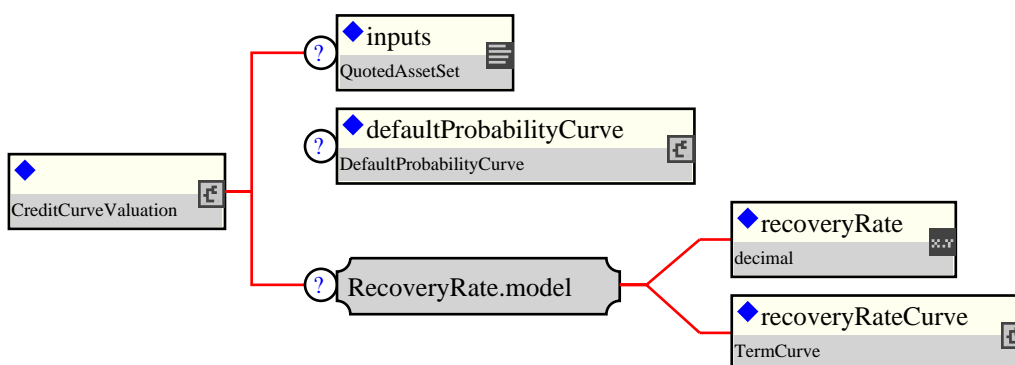 ?
inputs
QuotedAssetSet
?
defaultProbabilityCurve
DefaultProbabilityCurve
CreditCurveValuation
?
RecoveryRate.model
recoveryRate
X.Y
decimal
recoveryRateCurve
TermCurve